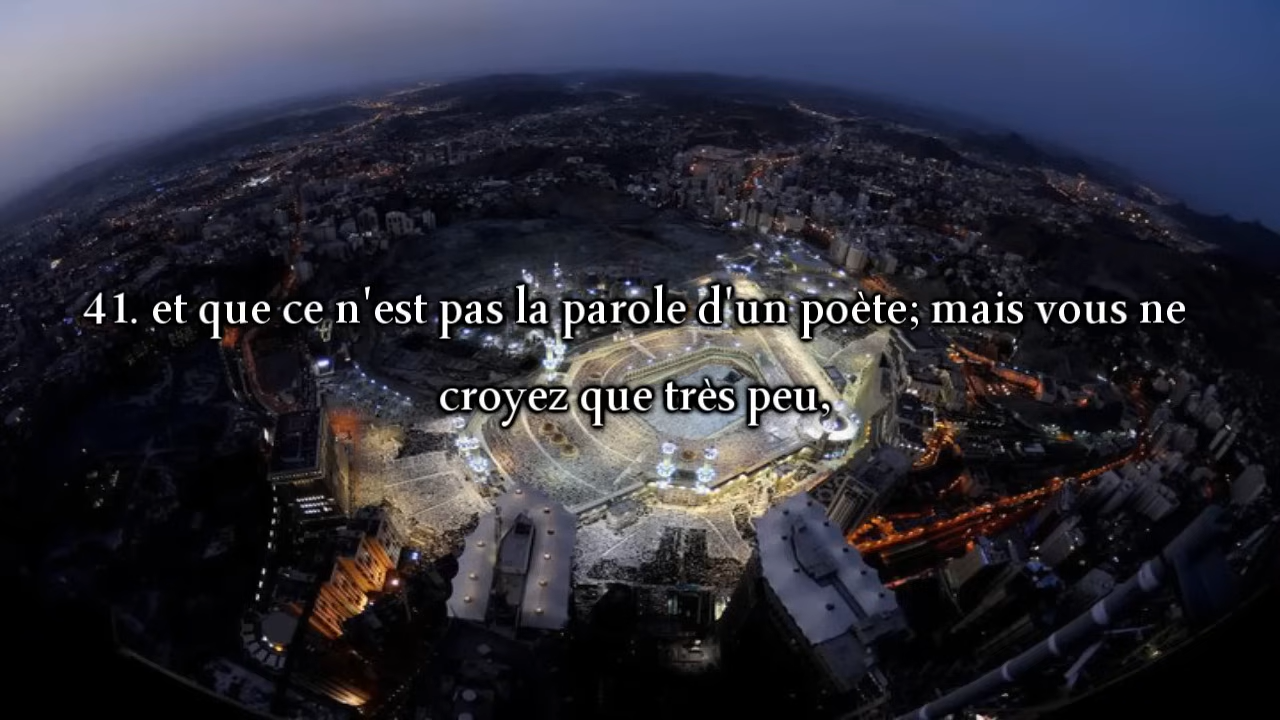 41. et que ce n'est pas la parole d'un poète; mais vous ne
croyez que très peu,